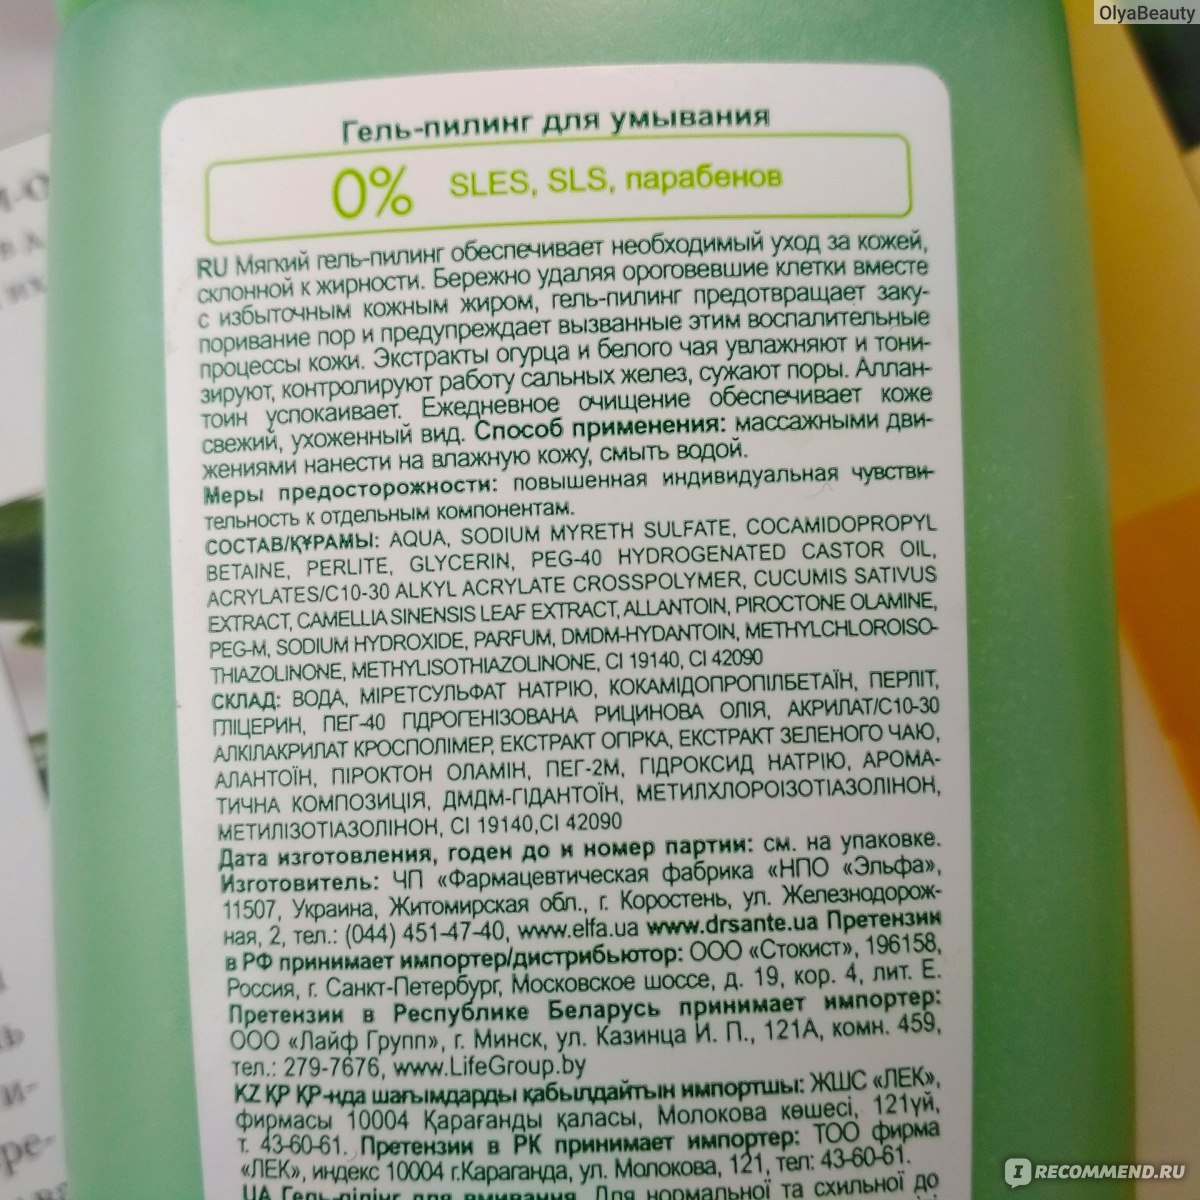 OlyaBeauty
Гель-пилинг для умывания
0% SLES, SLS, парабенов
RU Мягкий гель-пилинг обеспечивает необходимый уход за кожей,
склонной к жирности. Бережно удаляя ороговевшие клетки вместе
с избыточным кожным жиром, гель-пилинг предотвращает заку-
поривание пор и предупреждает вызванные этим воспалительные
процессы кожи. Экстракты огурца и белого чая увлажняют и тони-
зируют, контролируют работу сальных желез, сужают поры. Аллан-
тоин успокаивает. Ежедневное очищение обеспечивает коже
свежий, ухоженный вид. Способ применения: массажными дви-
жениями нанести на влажную кожу, смыть водой.
Меры предосторожности: повышенная индивидуальная чувстви-
тельность к отдельным компонентам.
СОСТАВ/ҚҰРАМЫ: AQUA, SODIUM MYRETH SULFATE, COCAMIDOPROPYL
BETAINE, PERLITE, GLYCERIN, PEG-40 HYDROGENATED CASTOR OIL,
ACRYLATES/C10-30 ALKYL ACRYLATE CROSSPOLYMER, CUCUMIS SATIVUS
EXTRACT, CAMELLIA SINENSIS LEAF EXTRACT, ALLANTOIN, PIROCTONE OLAMINE,
PEG-M, SODIUM HYDROXIDE, PARFUM, DMDM-HYDANTOIN, METHYLCHLOROISO-
THIAZOLINONE, METHYLISOTHIAZOLINONE, CI 19140, CI 42090
СКЛАД: ВОДА, МІРЕТСУЛЬФАТ НАТРІЮ, КОКАМІДОПРОПІЛБЕТАЇН, ПЕРЛІТ,
ГЛІЦЕРИН, ПЕГ-40 ГІДРОГЕНІЗОВАНА РИЦИНОВА ОЛІЯ, АКРИЛАТ/С10-30
АЛКІЛАКРИЛАТ КРОСПОЛІМЕР, ЕКСТРАКТ ОГІРКА, ЕКСТРАКТ ЗЕЛЕНОГО ЧАЮ,
АЛАНТОЇН, ПІРОКТОН ОЛАМІН, ПЕГ-2М, ГІДРОКСИД НАТРІЮ, АРОМА-
ТИЧНА КОМПОЗИЦІЯ, ДМДМ-ГІДАНТОЇН, МЕТИЛХЛОРОІЗОТІАЗОЛІНОН,
МЕТИЛІЗОТІАЗОЛІНОН, CI 19140,CI 42090
Дата изготовления, годен до и номер партии: см. на упаковке.
Изготовитель: ЧП «Фармацевтическая фабрика «НПО «Эльфа»,
11507, Украина, Житомирская обл., г. Коростень, ул. Железнодорож-
ная, 2, тел.: (044) 451-47-40, www.elfa.ua www.drsante.ua Претензии
в РФ принимает импортер/дистрибьютор: ООО «Стокист», 196158,
Россия, г. Санкт-Петербург, Московское шоссе, д. 19, кор. 4, лит. Е.
Претензии в Республике Беларусь принимает импортер:
ООО «Лайф Групп», г. Минск, ул. Казинца И. П., 121А, комн. 459,
тел.: 279-7676, www.LifeGroup.by
KZ ҚР ҚР-нда шағымдарды қабылдайтын импортшы: ЖШС «ЛЕК»,
фирмасы 10004 Қарағанды қаласы, Молокова көшесі, 121үй,
т. 43-60-61. Претензии в РК принимает импортер: ТОО фирма
«ЛЕК», индекс 10004 г.Караганда, ул. Молокова, 121, тел: 43-60-61.
UA Гель-пілінг для вмивання. Для нормальної та схильної до
IRECOMMEND.RU